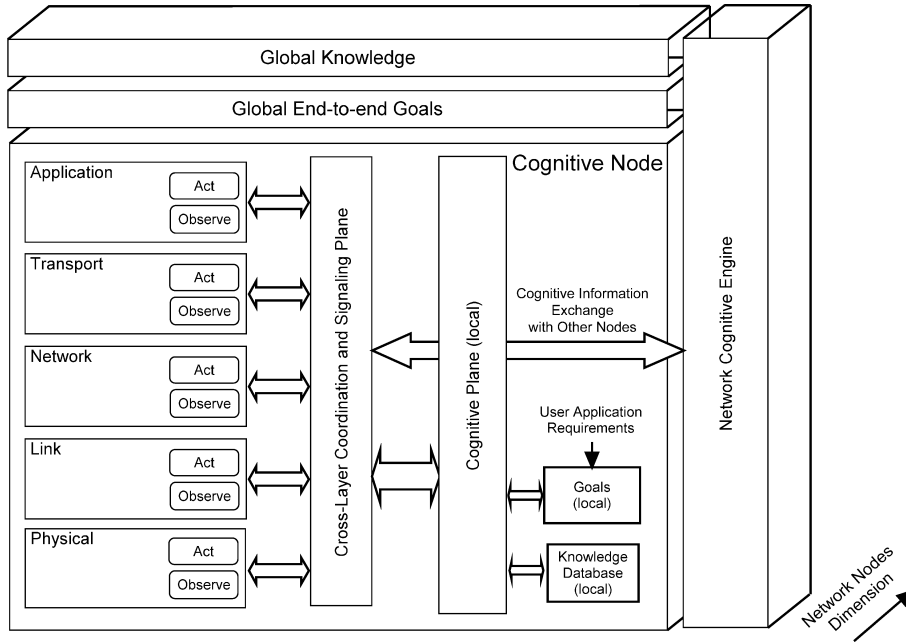 Global Knowledge
Global End-to-end Goals
Cognitive Node
Application
Act
Observe
Transport
Act
Observe
Network
Act
Observe
Link
Act
Observe
Physical
Act
Observe
Cross-Layer Coordination and Signaling Plane
Cognitive Plane (local)
Cognitive Information
Exchange
with Other Nodes
User Application
Requirements
Goals
(local)
Knowledge
Database
(local)
Network Cognitive Engine
Network Nodes
Dimension